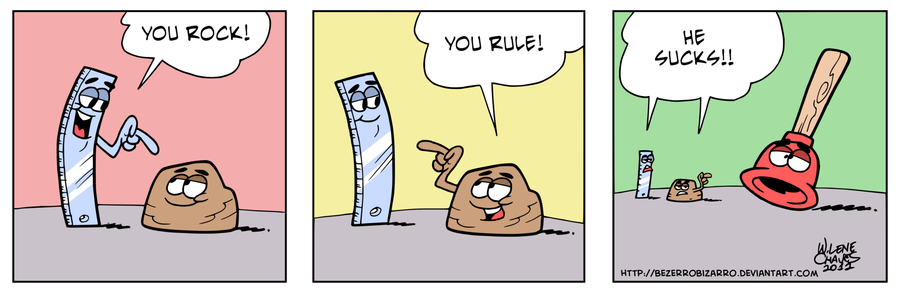 YOU ROCK!
YOU RULE!
HE
SUCKS!!
WILENE
CHAVES
2011
HTTP://BEZERROBIZARRO.DEVIANTART.COM